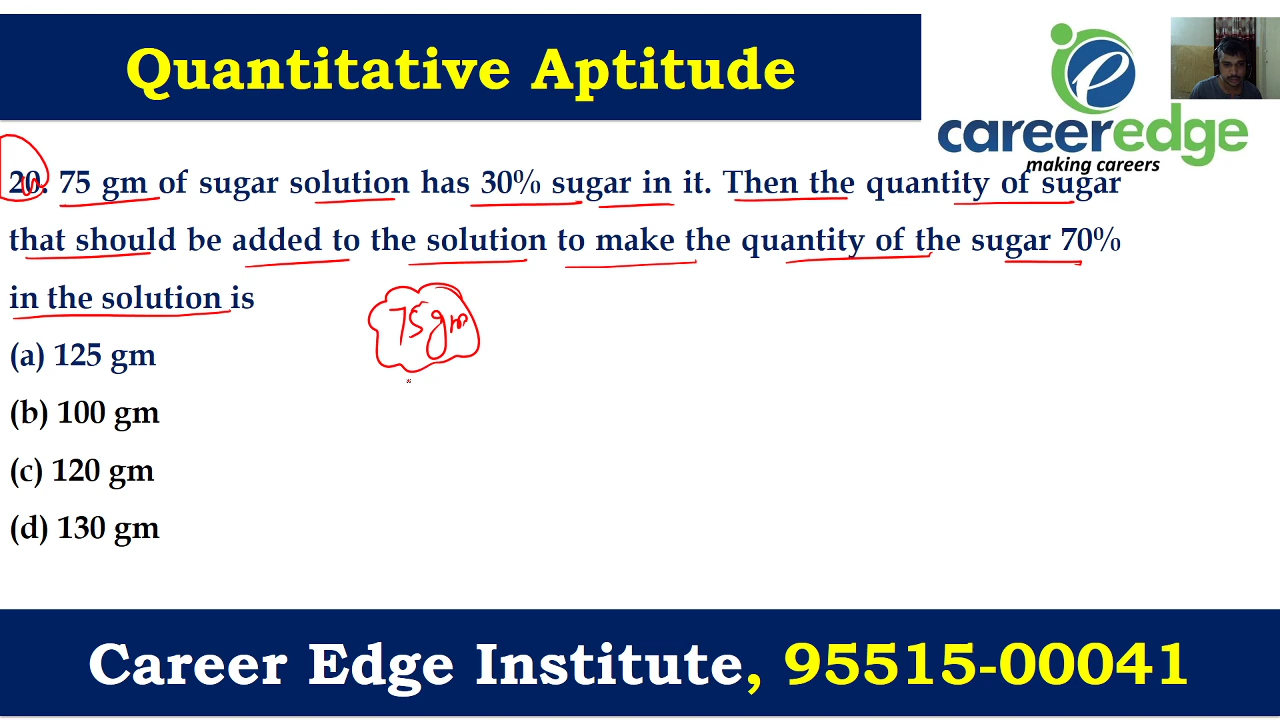 Quantitative Aptitude
careeredge
making careers
20. 75 gm of sugar solution has 30% sugar in it. Then the quantity of sugar
that should be added to the solution to make the quantity of the sugar 70%
in the solution is
75 gm
(a) 125 gm
(b) 100 gm
(c) 120 gm
(d) 130 gm
Career Edge Institute, 95515-00041